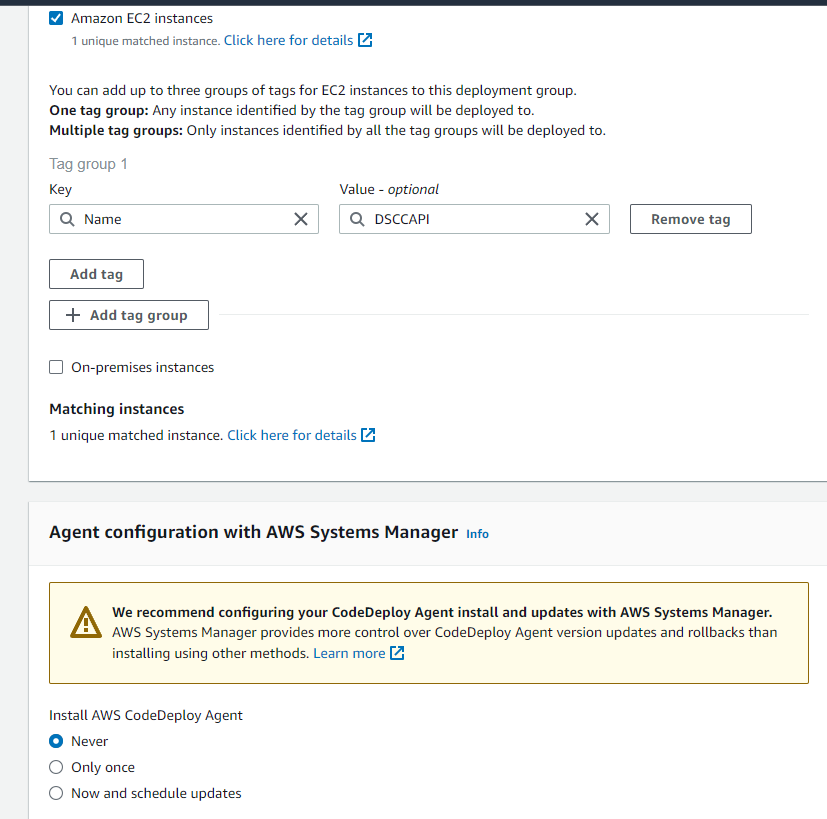 Amazon EC2 instances
1 unique matched instance. Click here for details
You can add up to three groups of tags for EC2 instances to this deployment group.
One tag group: Any instance identified by the tag group will be deployed to.
Multiple tag groups: Only instances identified by all the tag groups will be deployed to.
Tag group 1
Key
Value - optional
Name
DSCCAPI
Remove tag
Add tag
Add tag group
On-premises instances
Matching instances
1 unique matched instance. Click here for details
Agent configuration with AWS Systems Manager Info
We recommend configuring your CodeDeploy Agent install and updates with AWS Systems Manager.
AWS Systems Manager provides more control over CodeDeploy Agent version updates and rollbacks than
installing using other methods. Learn more
Install AWS CodeDeploy Agent
Never
Only once
Now and schedule updates